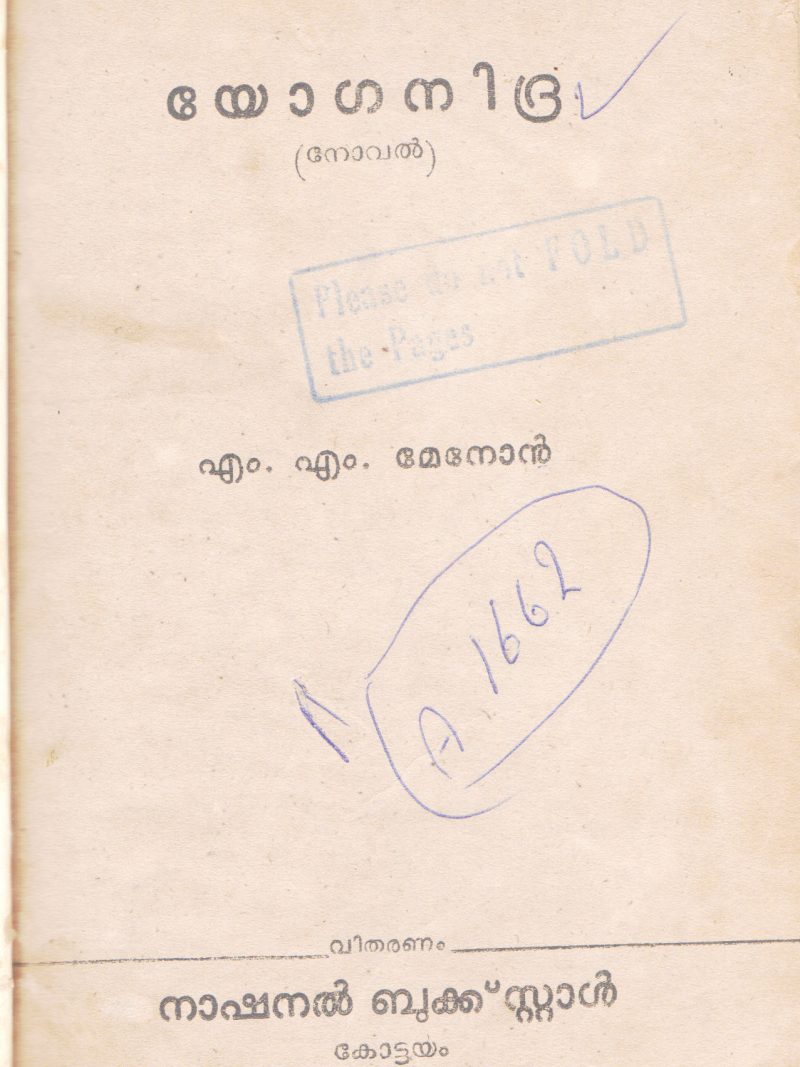 യോഗനിദ്ര
(നോവൽ)
Please do not FOLD
the Pages
എം. എം. മേനോൻ
A 1662
വിതരണം
നാഷനൽ ബുക്ക് സ്റ്റാൾ
കോട്ടയം